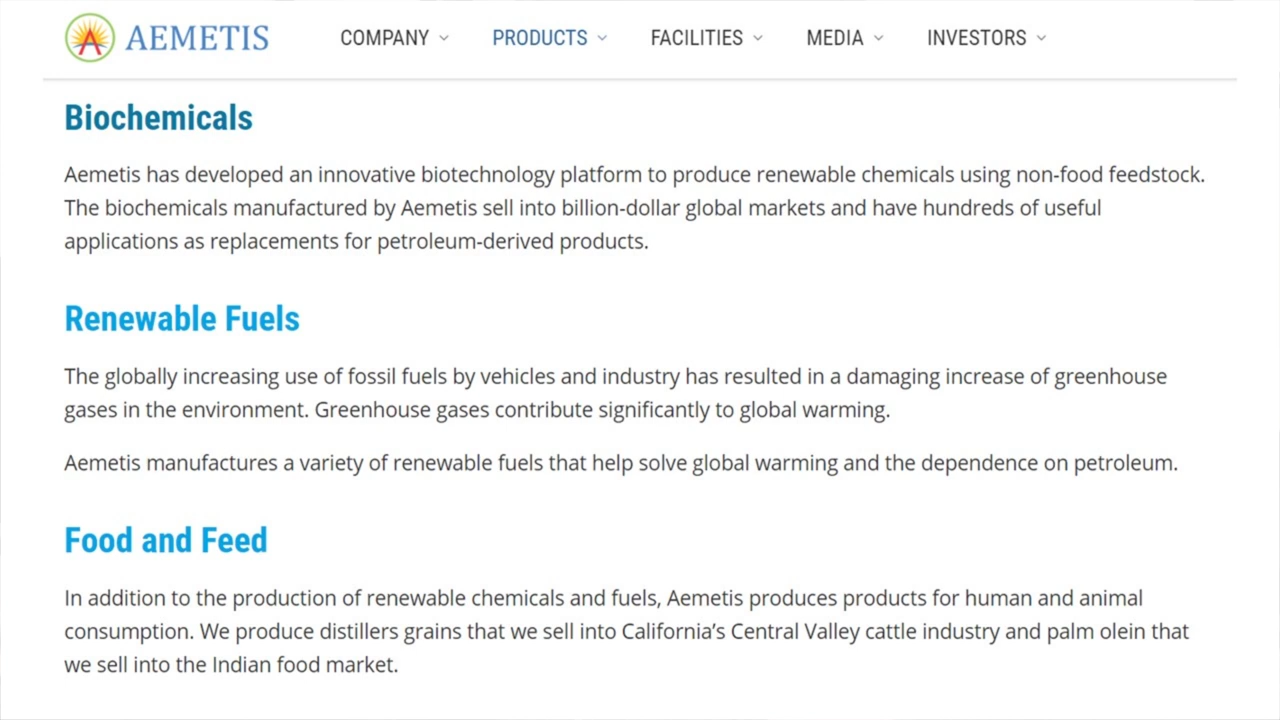 AEMETIS COMPANY PRODUCTS FACILITIES MEDIA INVESTORS
Biochemicals
Aemetis has developed an innovative biotechnology platform to produce renewable chemicals using non-food feedstock.
The biochemicals manufactured by Aemetis sell into billion-dollar global markets and have hundreds of useful
applications as replacements for petroleum-derived products.
Renewable Fuels
The globally increasing use of fossil fuels by vehicles and industry has resulted in a damaging increase of greenhouse
gases in the environment. Greenhouse gases contribute significantly to global warming.
Aemetis manufactures a variety of renewable fuels that help solve global warming and the dependence on petroleum.
Food and Feed
In addition to the production of renewable chemicals and fuels, Aemetis produces products for human and animal
consumption. We produce distillers grains that we sell into California’s Central Valley cattle industry and palm olein that
we sell into the Indian food market.